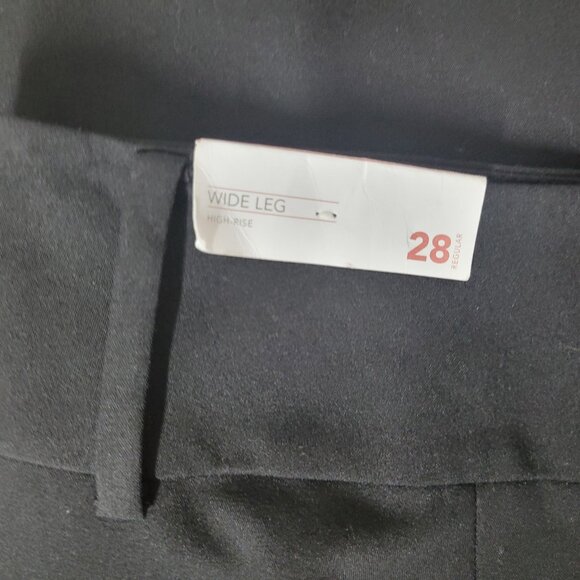 WIDE LEG
HIGH-RISE
28
REGULAR